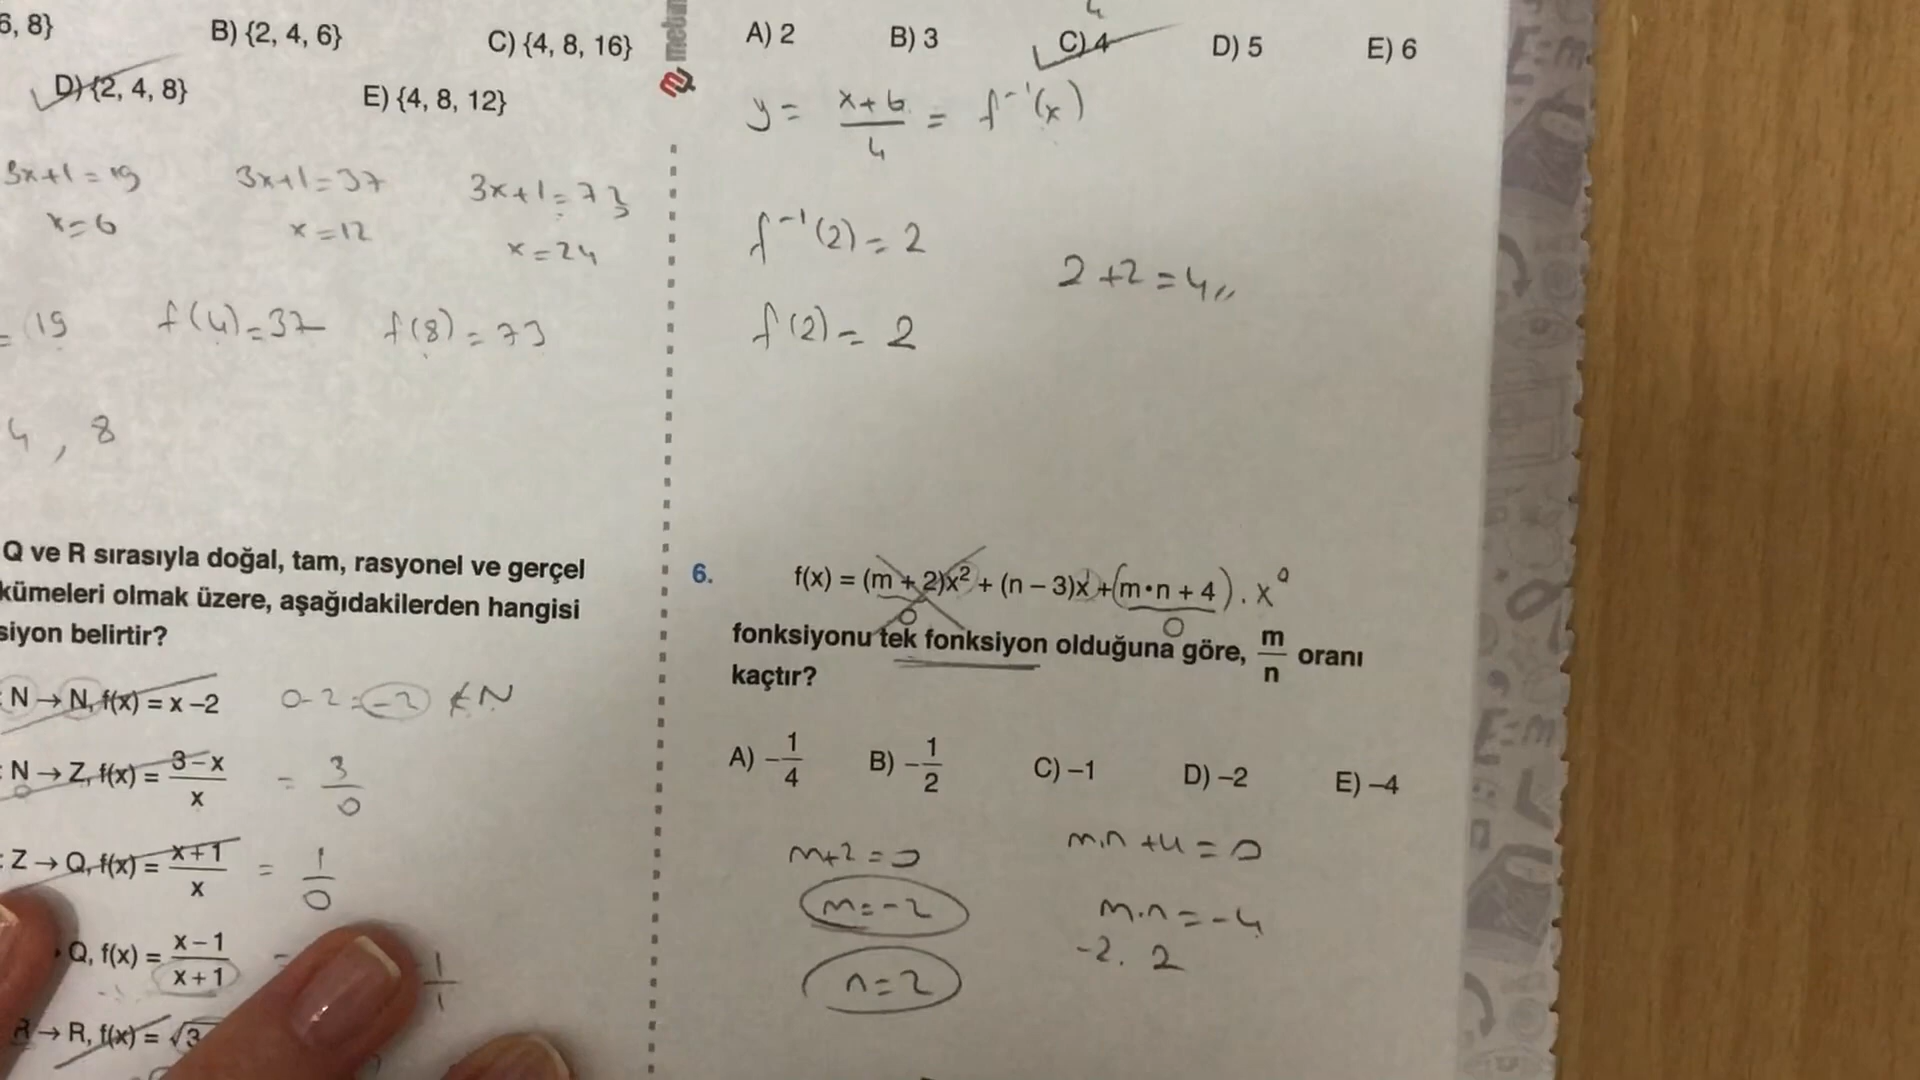 6, 8}
B) {2, 4, 6}
C) {4, 8, 16}
D) {2, 4, 8}
E) {4, 8, 12}
3x+1=19
3x+1=37
3x+1=73
x=6
x=12
x=24
= 19
f(4)=37
f(8)=73
4, 8
Q ve R sırasıyla doğal, tam, rasyonel ve gerçel
kümeleri olmak üzere, aşağıdakilerden hangisi
siyon belirtir?
: N → N, f(x) = x – 2
0-2=-2 ∉ N
: N → Z, f(x) = 3 – x / x
= 3/0
: Z → Q, f(x) = x + 1 / x
= 1/0
Q, f(x) = x – 1 / x + 1
1/1
R → R, f(x) = √3
A) 2
B) 3
C) 4
D) 5
E) 6
y = x+6/4 = f⁻¹(x)
f⁻¹(2) = 2
2+2=4//
f(2) = 2
6.
f(x) = (m + 2)x² + (n – 3)x¹ + (m·n + 4) . x⁰
0
0
fonksiyonu tek fonksiyon olduğuna göre, m/n oranı
kaçtır?
A) –1/4
B) –1/2
C) –1
D) –2
E) –4
m+2=0
m.n+4=0
m=-2
m.n=-4
-2. 2
n=2